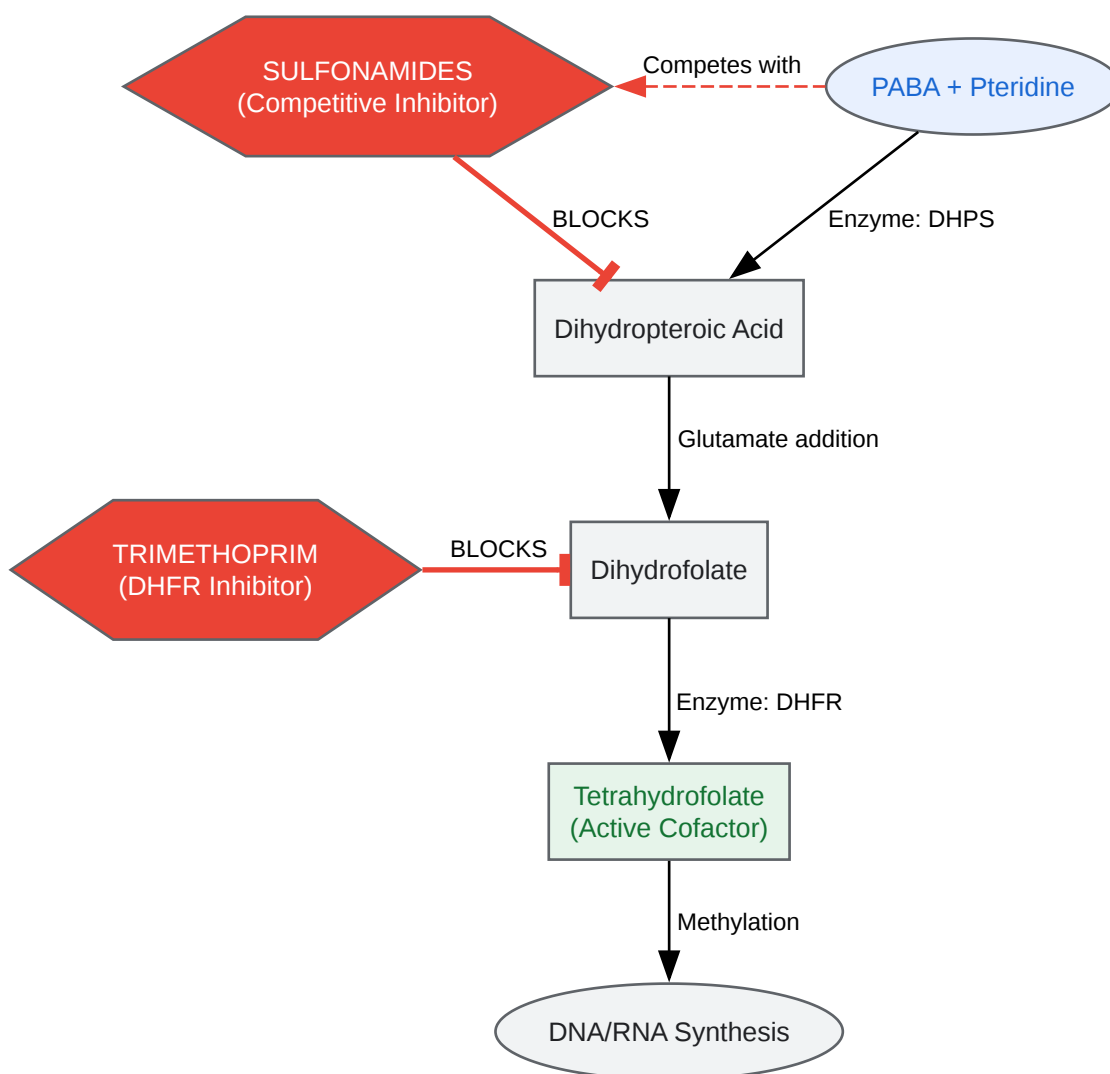 SULFONAMIDES
(Competitive Inhibitor)
Competes with
PABA + Pteridine
BLOCKS
Enzyme: DHPS
Dihydropteroic Acid
Glutamate addition
TRIMETHOPRIM
(DHFR Inhibitor)
BLOCKS
Dihydrofolate
Enzyme: DHFR
Tetrahydrofolate
(Active Cofactor)
Methylation
DNA/RNA Synthesis